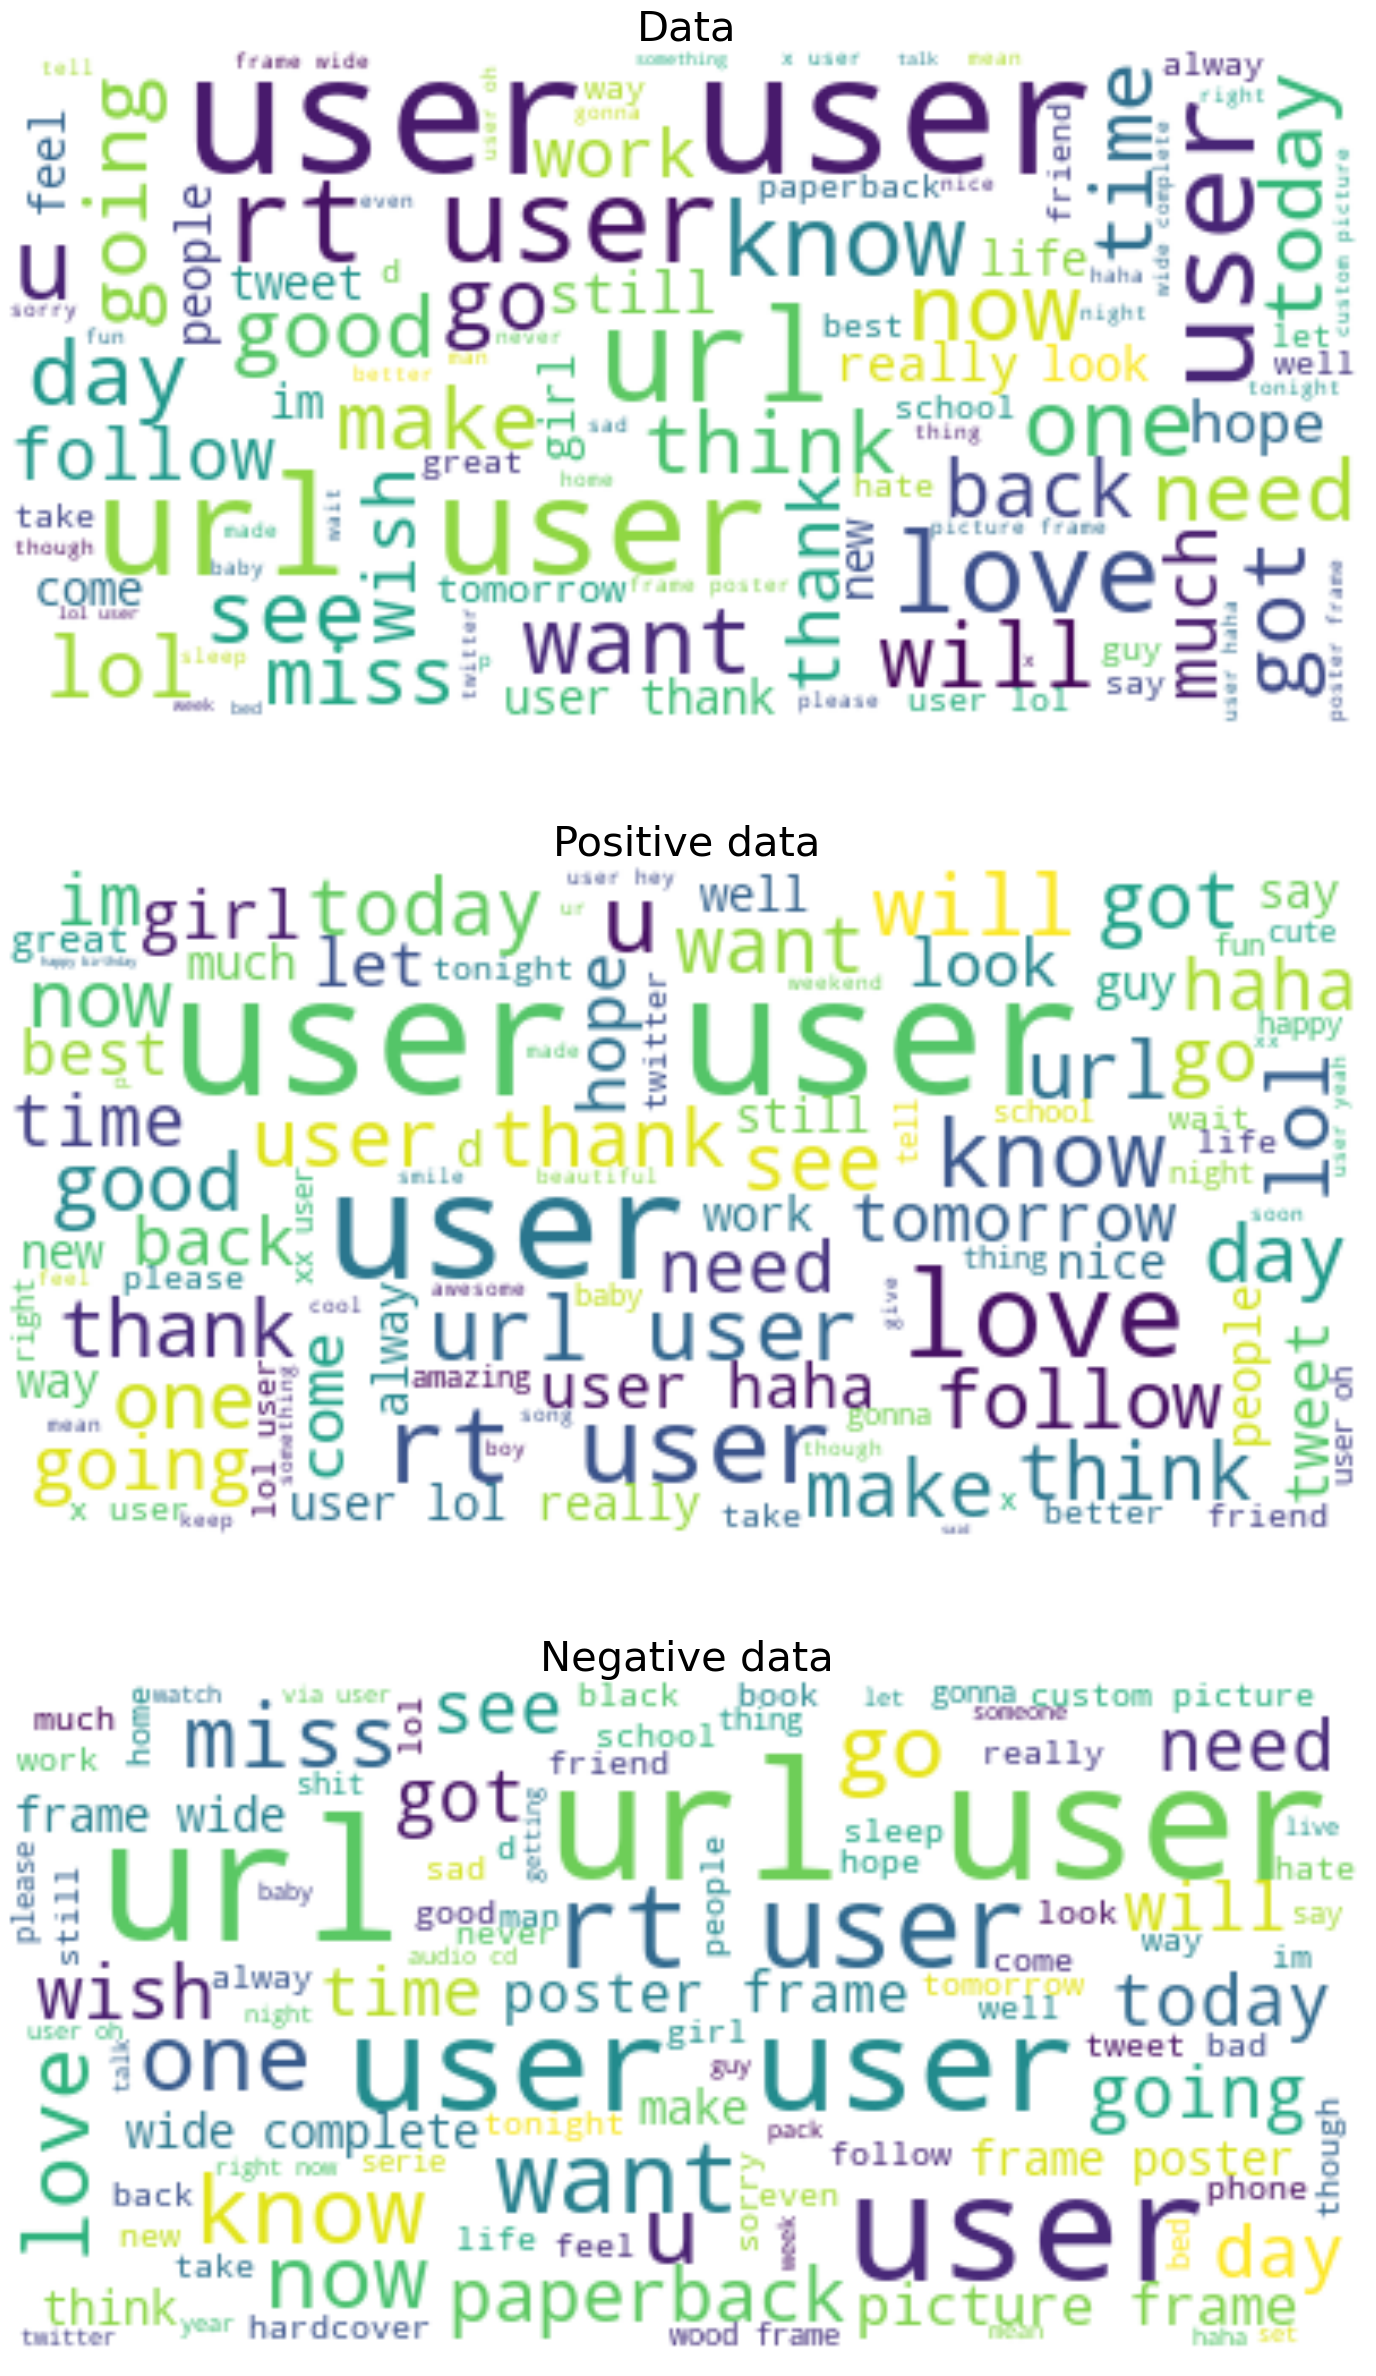 Data
tell
frame wide
something
x user
talk
mean
alway
right
user user
way
gonna
user oh
work
going
u feel
time
today
user
friend
wide complete
custom picture
people
rt user
even
paperback
nice
know
life
haha
u
sorry
tweet
d
go
still
now
night
let
well
tonight
fun
day
good
never
man
better
url
best
really look
im
make
girl
sad
think
school
thing
one
hope
follow
great
home
hate
back
need
take
though
url user
made
wait
wish
baby
thank
new
picture frame
love
much
got
come
lol user
see
tomorrow
frame poster
lol
sleep
miss
twitter
p
want
will
x
guy
say
user haha
poster frame
week
bed
user thank
please
user lol
Positive data
im
girl
today
user hey
ur
u
well
will
got
say
great
happy birthday
much
let
tonight
hope
twitter
want
look
weekend
fun
cute
guy
haha
now
user user
made
best
p
url
go
happy
xx
lol
user yeah
time
user thank
d
still
see
tell
school
know
wait
life
night
good
smile
beautiful
xx user
user
work
tomorrow
soon
new
back
need
thing
nice
day
feel
please
right
thank
cool
alway
awesome
url user
baby
give
love
people
tweet
way
come
amazing
user haha
follow
user oh
one
mean
lol user
something
song
gonna
going
rt user
boy
though
think
x user
keep
user lol
really
take
make
x
better
friend
Negative data
much
home
watch
via user
lol
see
black
book
let
gonna
custom picture
someone
work
miss
school
thing
friend
go
really
need
shit
frame wide
got
url user
getting
live
url
d
sad
sleep
hope
hate
please
still
baby
good
man
never
people
rt user
look
will
say
come
way
im
audio cd
wish
alway
time
night
poster frame
tomorrow
well
today
user oh
talk
one
user user
girl
guy
tweet
bad
love
make
going
wide complete
tonight
pack
follow
frame poster
though
right now
serie
want
sorry
even
phone
back
know
new
life
feel
u
week
user
bed
day
take
now
paperback
picture frame
think
year
twitter
hardcover
wood frame
mean
haha
set